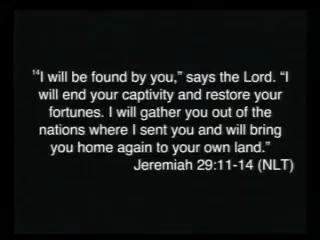 14I will be found by you,” says the Lord. “I
will end your captivity and restore your
fortunes. I will gather you out of the
nations where I sent you and will bring
you home again to your own land.”
Jeremiah 29:11-14 (NLT)